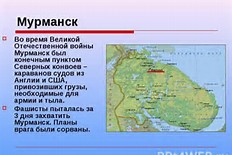 Мурманск
Во время Великой
Отечественной войны
Мурманск был
конечным пунктом
Северных конвоев –
караванов судов из
Англии и США,
привозивших грузы,
необходимые для
армии и тыла.
Фашисты пыталась за
3 дня захватить
Мурманск. Планы
врага были сорваны.